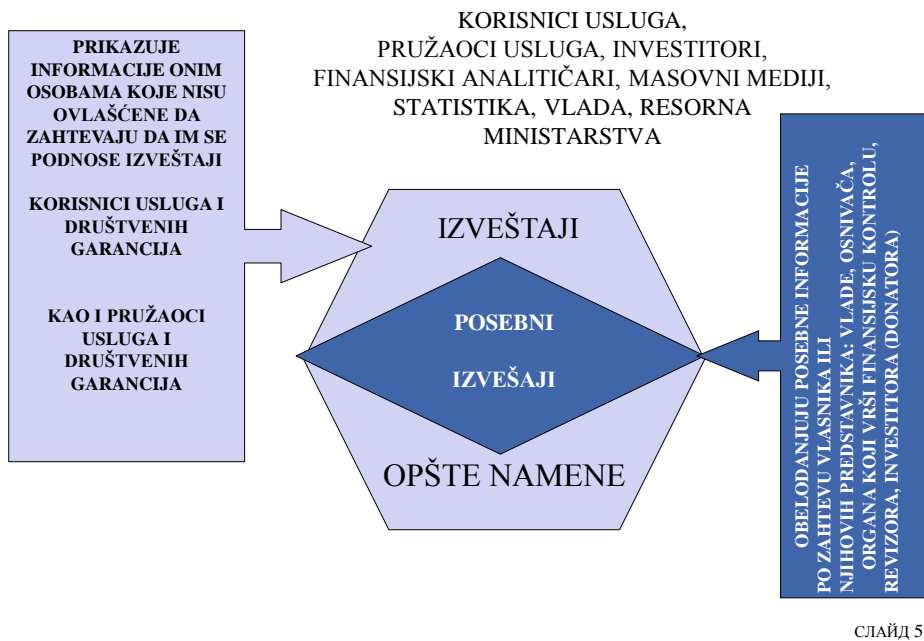 KORISNICI USLUGA,
PRUŽAOCI USLUGA, INVESTITORI,
FINANSIJSKI ANALITIČARI, MASOVNI MEDIJI,
STATISTIKA, VLADA, RESORNA
MINISTARSTVA
PRIKAZUJE
INFORMACIJE ONIM
OSOBAMA KOJE NISU
OVLAŠĆENE DA
ZAHTEVAJU DA IM SE
PODNOSE IZVEŠTAJI
KORISNICI USLUGA I
DRUŠTVENIH
GARANCIJA
KAO I PRUŽAOCI
USLUGA I
DRUŠTVENIH
GARANCIJA
IZVEŠTAJI
POSEBNI
IZVEŠAJI
OPŠTE NAMENE
OBELODANJUJU POSEBNE INFORMACIJE
PO ZAHTEVU VLASNIKA ILI
NJIHOVIH PREDSTAVNIKA: VLADE, OSNIVAČA,
ORGANA KOJI VRŠI FINANSIJSKU KONTROLU,
REVIZORA, INVESTITORA (DONATORA)
СЛАЙД 5